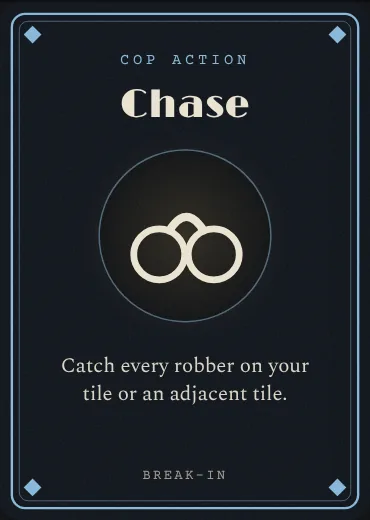 COP ACTION
Chase
Catch every robber on your
tile or an adjacent tile.
BREAK-IN